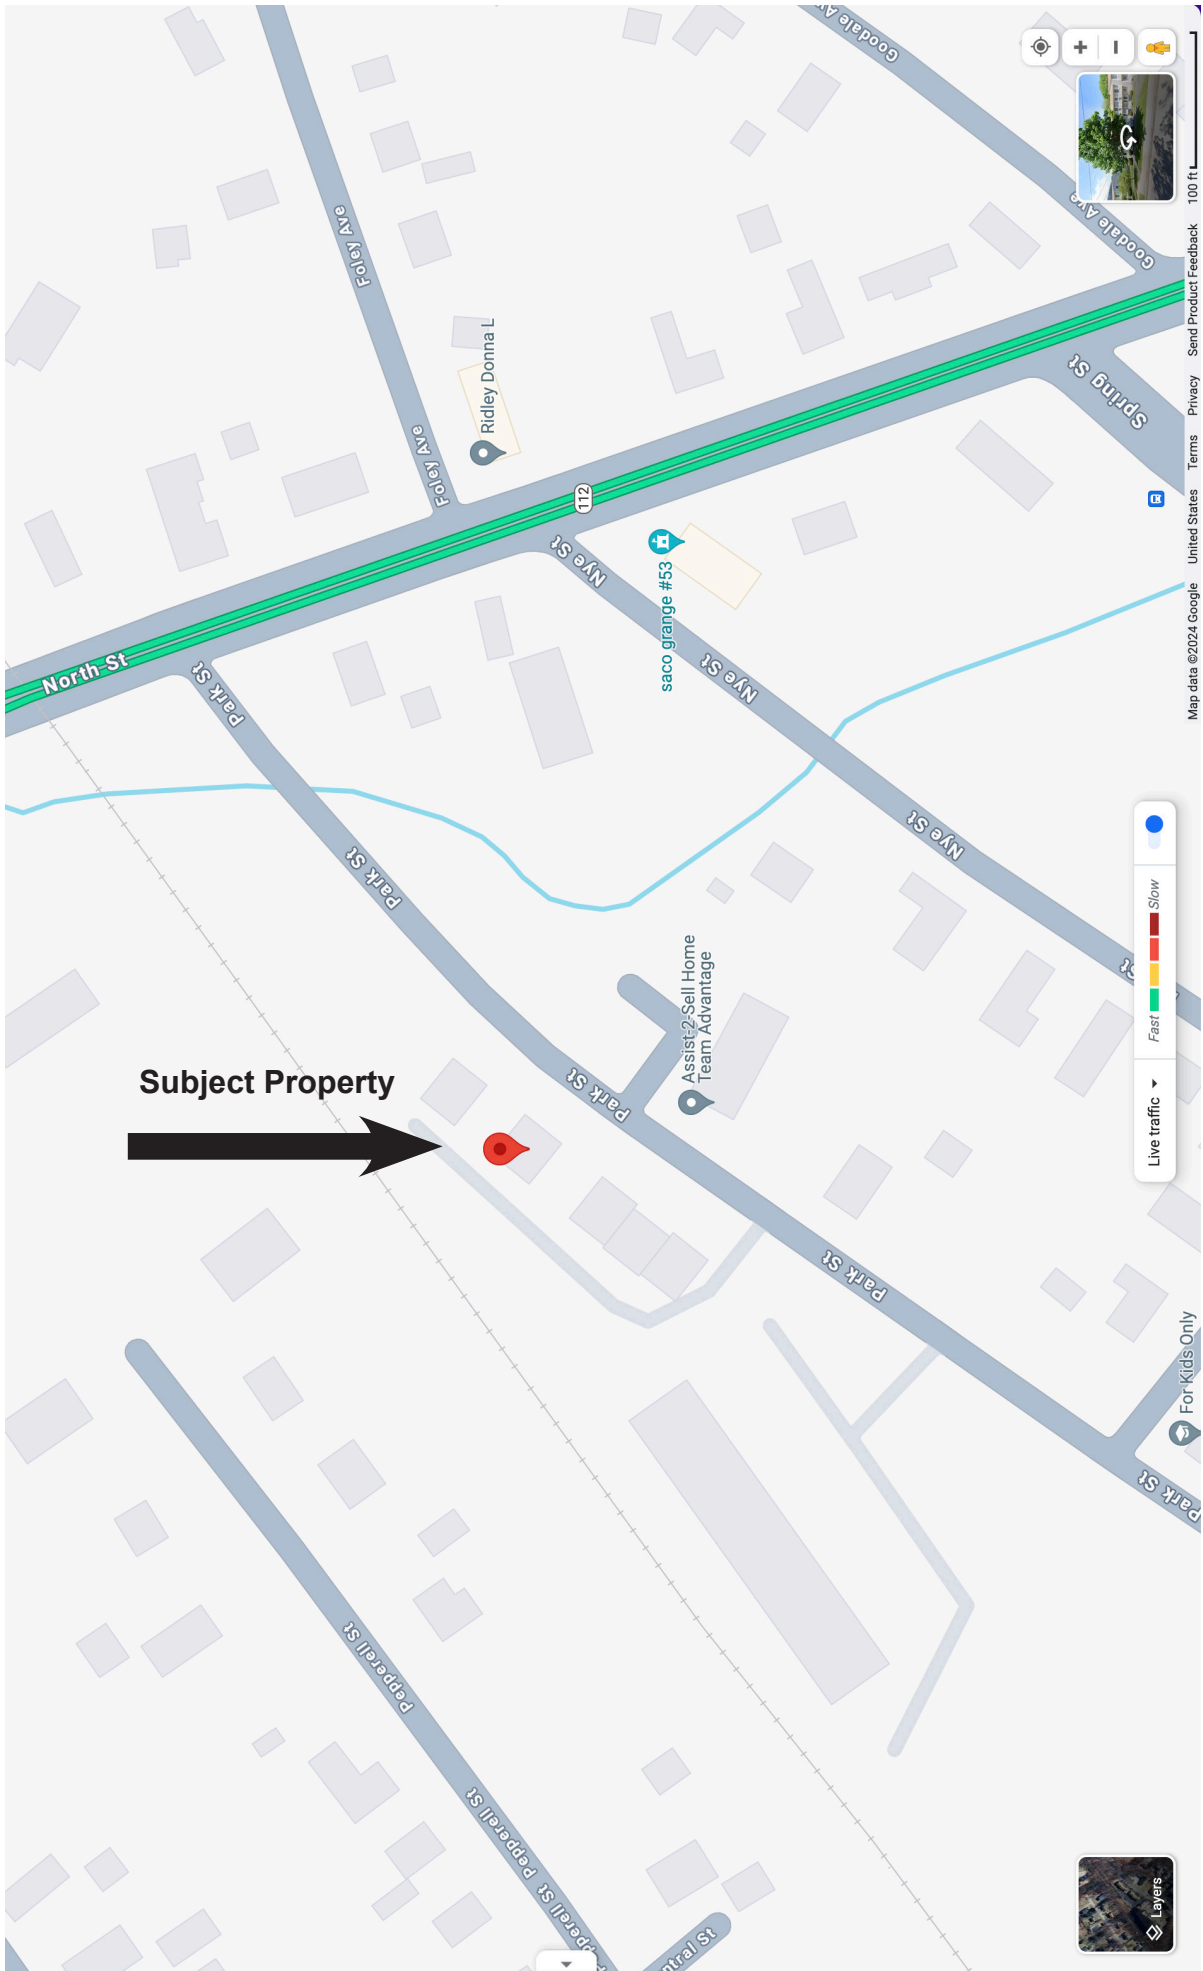 Goodale Av
Foley Ave
Goodale Ave
Ridley Donna L
Foley Ave
Spring St
112
Nye St
saco grange #53
North St
Park St
Nye St
Nye St
Park St
Assist-2-Sell Home
Team Advantage
Subject Property
Park St
Park St
For Kids Only
Park St
Pepperell St
Pepperell St
Pepperell St
ntral St
Live traffic
Fast
Slow
Layers
Map data ©2024 Google
United States
Terms
Privacy
Send Product Feedback
100 ft